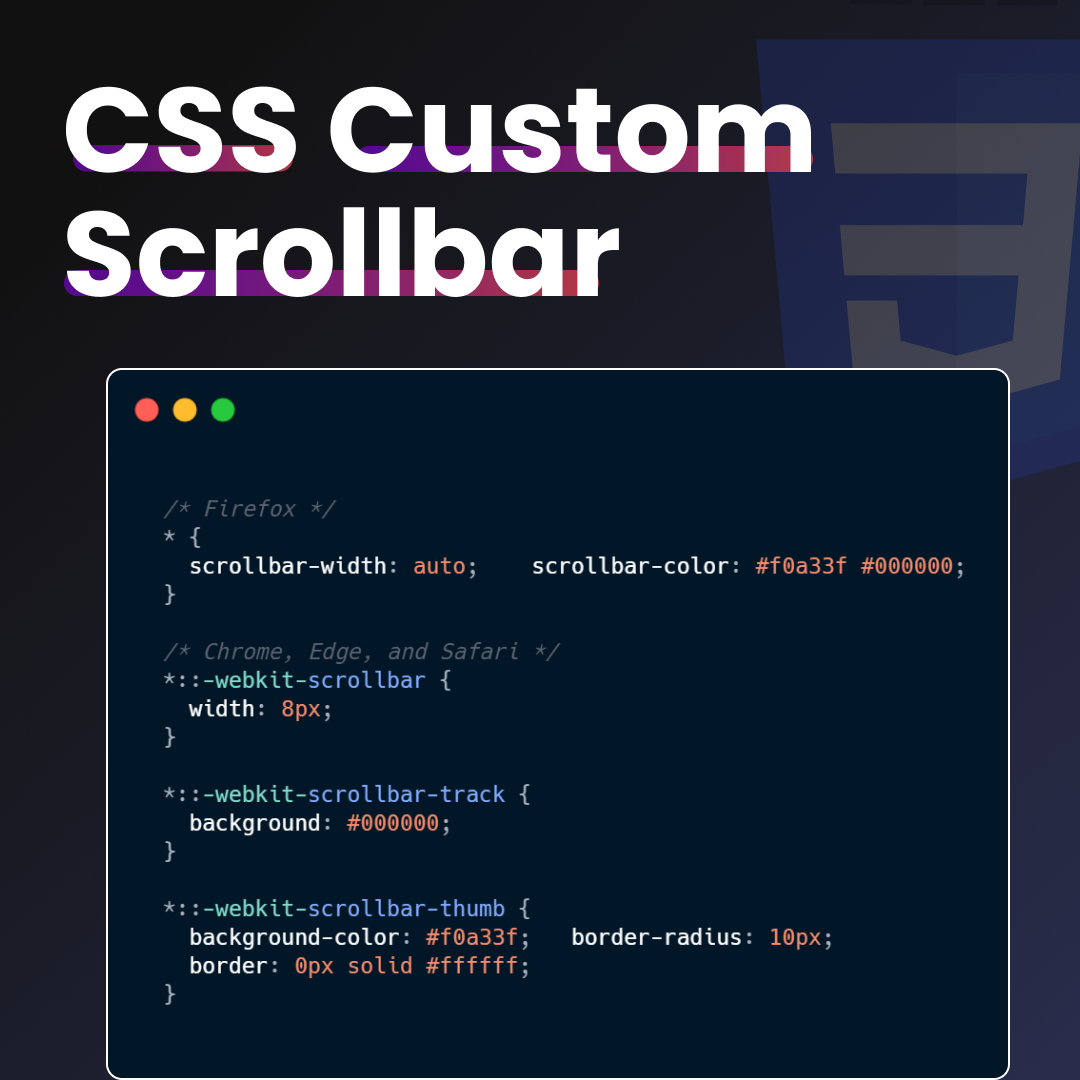 CSS Custom
Scrollbar
/* Firefox */
* {
  scrollbar-width: auto;    scrollbar-color: #f0a33f #000000;
}
/* Chrome, Edge, and Safari */
*::-webkit-scrollbar {
  width: 8px;
}
*::-webkit-scrollbar-track {
  background: #000000;
}
*::-webkit-scrollbar-thumb {
  background-color: #f0a33f;   border-radius: 10px;
  border: 0px solid #ffffff;
}